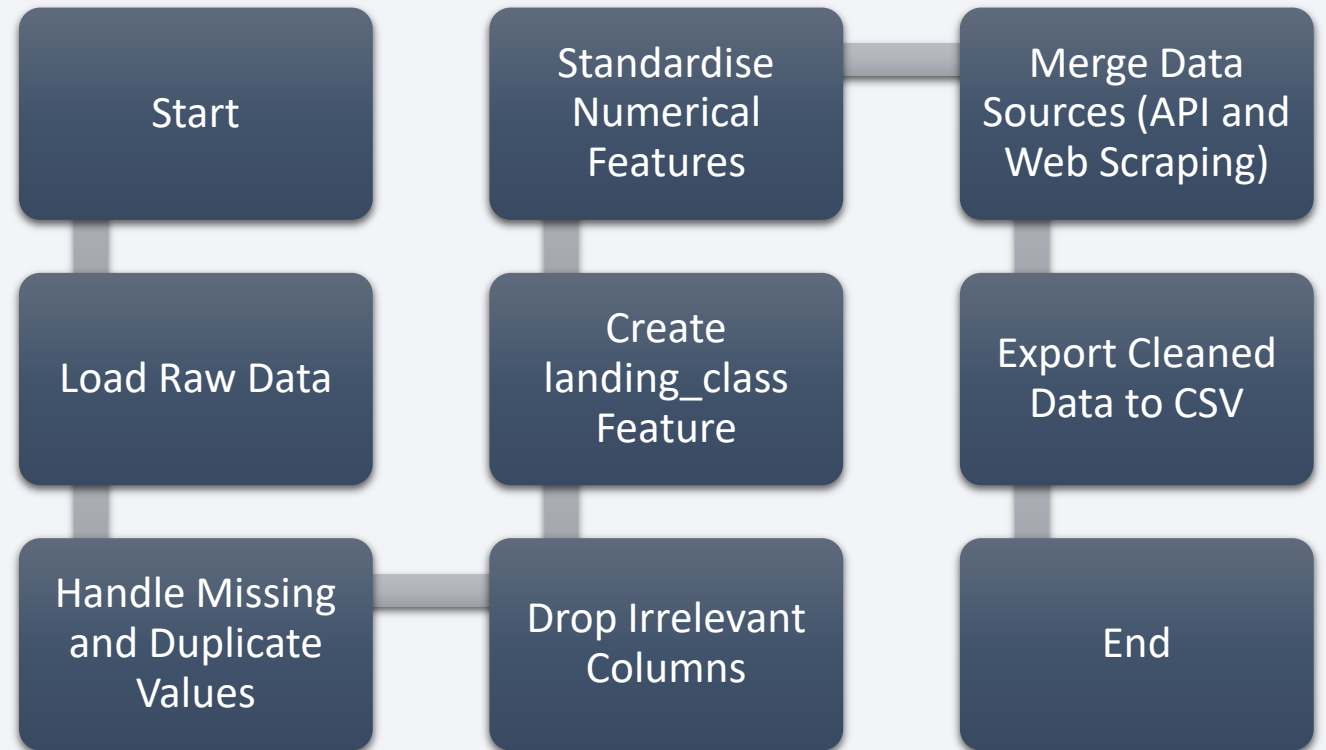 Start
Load Raw Data
Handle Missing
and Duplicate
Values
Drop Irrelevant
Columns
Create
landing_class
Feature
Standardise
Numerical
Features
Merge Data
Sources (API and
Web Scraping)
Export Cleaned
Data to CSV
End